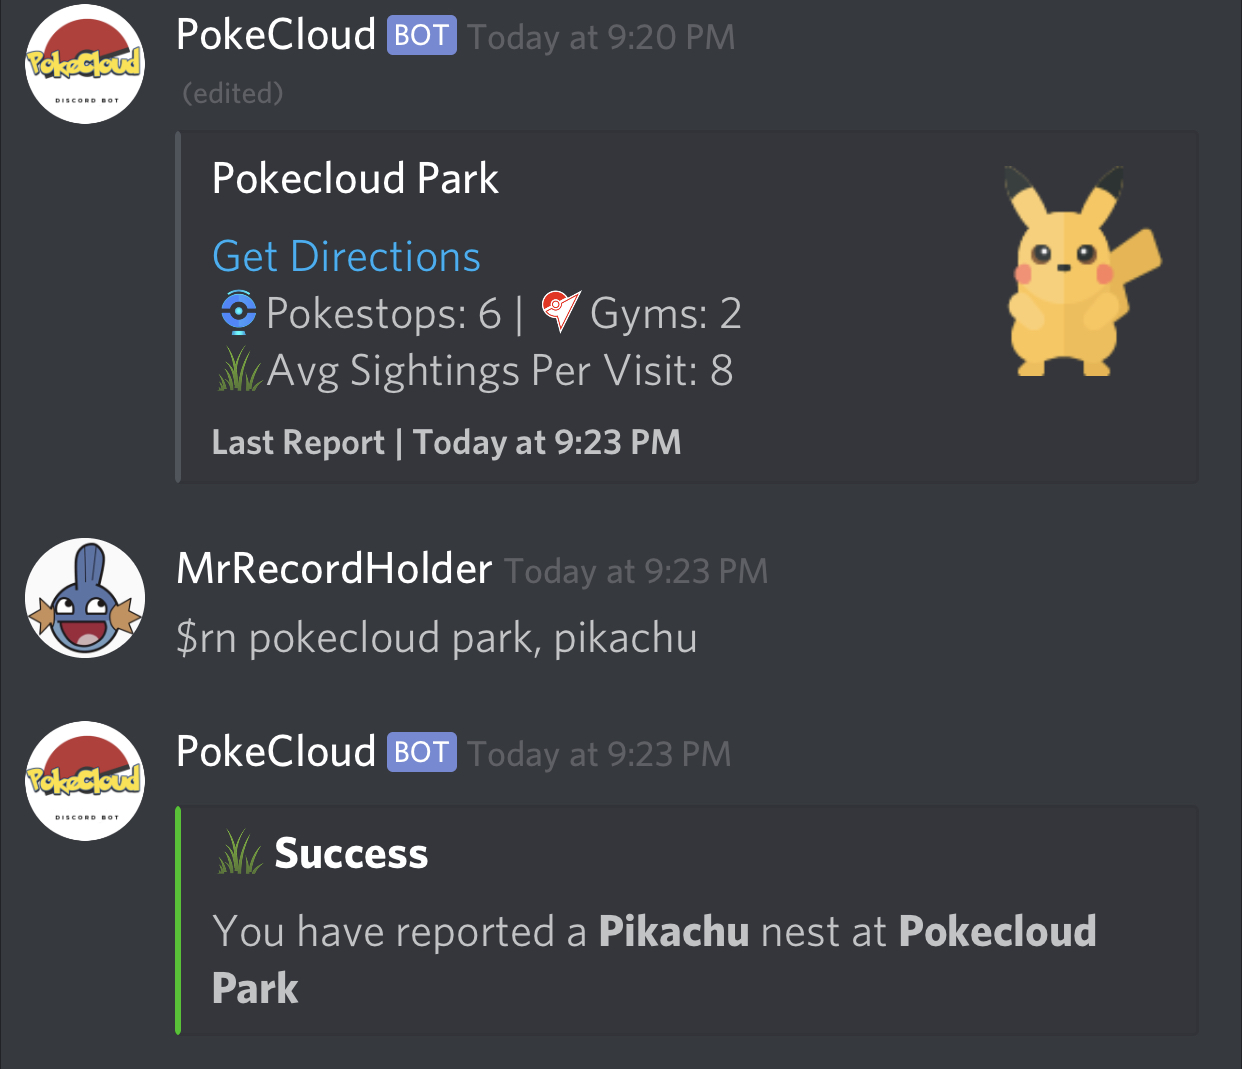 PokeCloud BOT Today at 9:20 PM
PokeCloud
DISCORD BOT
(edited)
Pokecloud Park
Get Directions
Pokestops: 6 | Gyms: 2
Avg Sightings Per Visit: 8
Last Report | Today at 9:23 PM
MrRecordHolder Today at 9:23 PM
$rn pokecloud park, pikachu
PokeCloud BOT Today at 9:23 PM
PokeCloud
DISCORD BOT
Success
You have reported a Pikachu nest at Pokecloud
Park